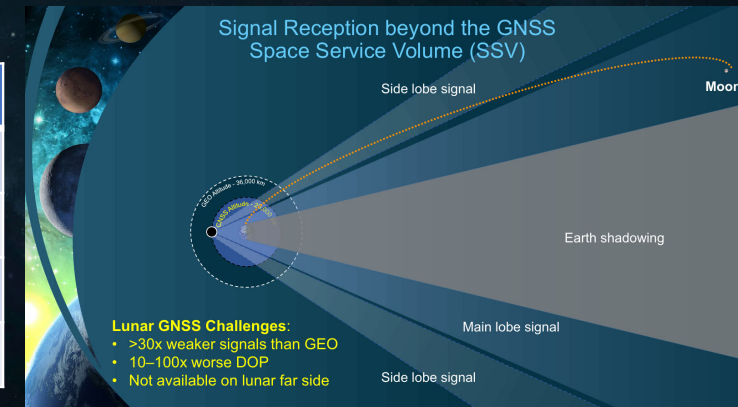 Signal Reception beyond the GNSS
Space Service Volume (SSV)
Side lobe signal
Moon
GEO Altitude - 36,000 km
GNSS Altitude - 20,000
Earth shadowing
Main lobe signal
Side lobe signal
Lunar GNSS Challenges:
• >30x weaker signals than GEO
• 10–100x worse DOP
• Not available on lunar far side